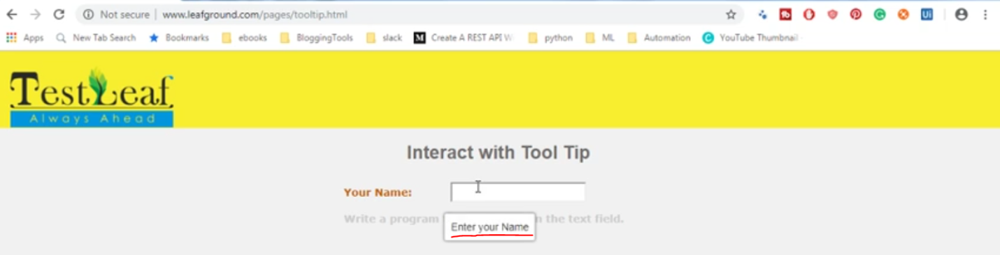 Not secure | www.leafground.com/pages/tooltip.html
Apps New Tab Search Bookmarks ebooks BloggingTools slack M Create A REST API W python ML Automation C YouTube Thumbnail
TestLeaf
Always Ahead
Interact with Tool Tip
Your Name:
Write a program n the text field.
Enter your Name